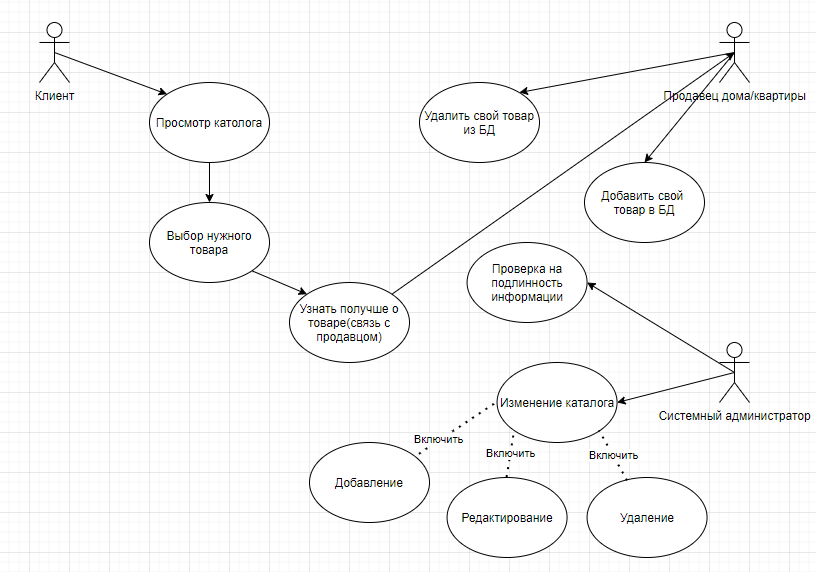 Клиент
Продавец дома/квартиры
Просмотр католога
Удалить свой товар
из БД
Добавить свой
товар в БД
Выбор нужного
товара
Проверка на
подлинность
информации
Узнать получше о
товаре(связь с
продавцом)
Изменение каталога
Системный администратор
Включить
Включить
Включить
Добавление
Редактирование
Удаление